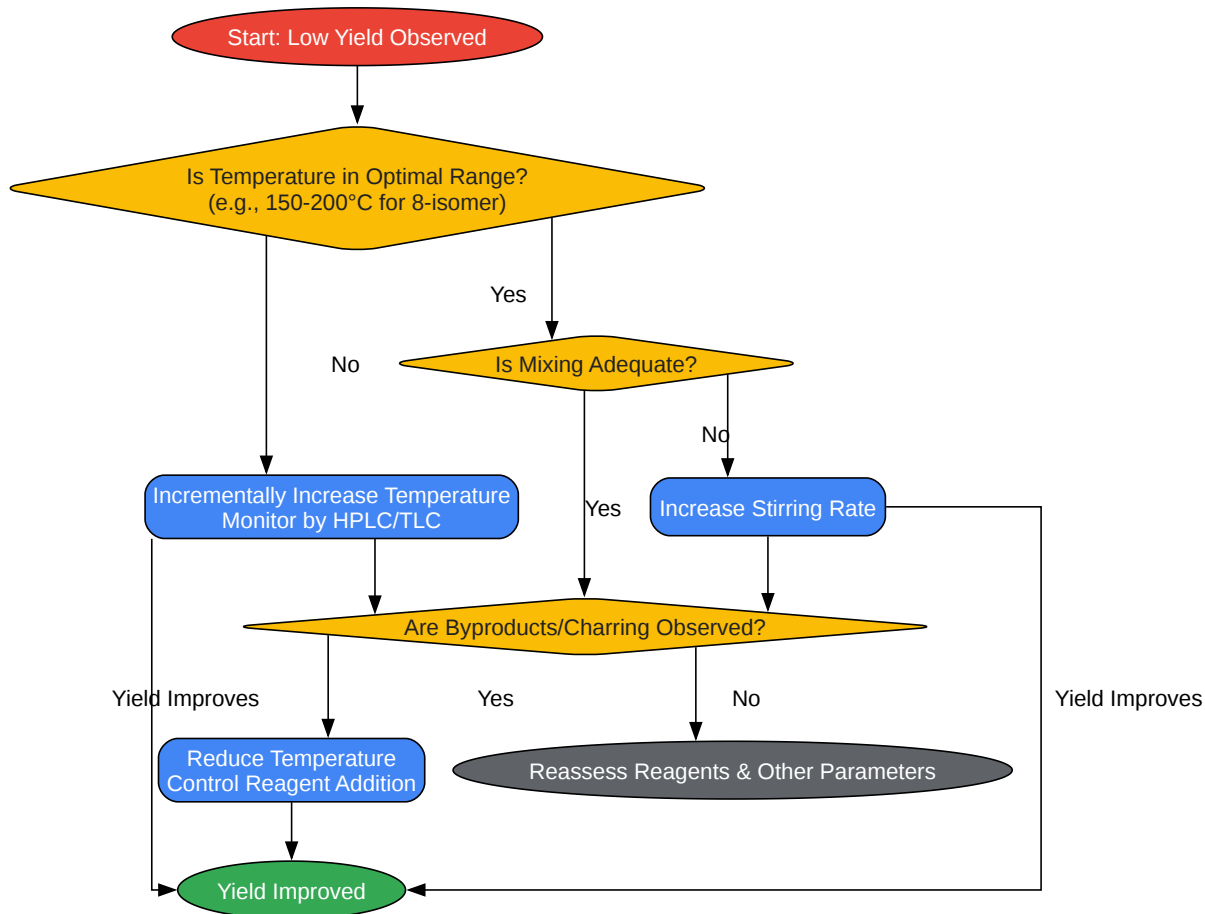 Start: Low Yield Observed
Is Temperature in Optimal Range?
(e.g., 150-200°C for 8-isomer)
Yes
No
Is Mixing Adequate?
No
Incrementally Increase Temperature
Monitor by HPLC/TLC
Yes
Increase Stirring Rate
Are Byproducts/Charring Observed?
Yield Improves
Yes
No
Yield Improves
Reduce Temperature
Control Reagent Addition
Reassess Reagents & Other Parameters
Yield Improved